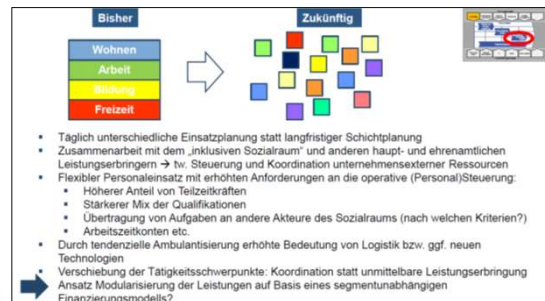 Bisher
Zukünftig
Wohnen
Arbeit
Bildung
Freizeit
Täglich unterschiedliche Einsatzplanung statt langfristiger Schichtplanung
Zusammenarbeit mit dem „inklusiven Sozialraum" und anderen haupt- und ehrenamtlichen
Leistungserbringern → tw. Steuerung und Koordination unternehmensexterner Ressourcen
Flexibler Personaleinsatz mit erhöhten Anforderungen an die operative (Personal)Steuerung:
Höherer Anteil von Teilzeitkräften
Stärkerer Mix der Qualifikationen
Übertragung von Aufgaben an andere Akteure des Sozialraums (nach welchen Kriterien?)
Arbeitszeitkonten etc.
Durch tendenzielle Ambulantisierung erhöhte Bedeutung von Logistik bzw. ggf. neuen
Technologien
Verschiebung der Tätigkeitsschwerpunkte: Koordination statt unmittelbare Leistungserbringung
Ansatz Modularisierung der Leistungen auf Basis eines segmentunabhängigen
Finanzierungsmodells?